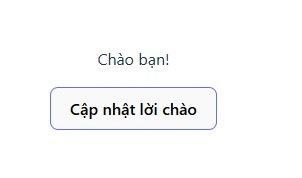 Chào bạn!
Cập nhật lời chào